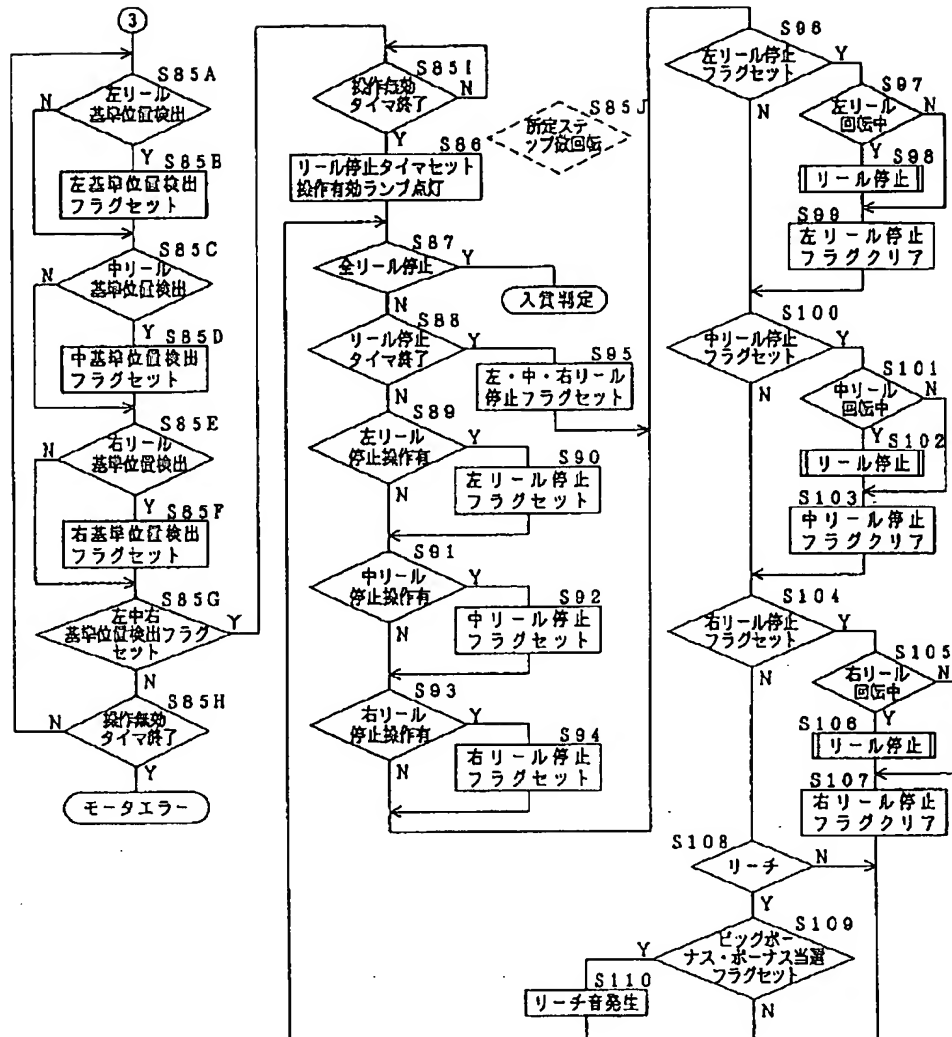 3
S85A
左リール
基準位置検出
N
Y
S85B
左基準位置検出
フラグセット
S85C
中リール
基準位置検出
N
Y
S85D
中基準位置検出
フラグセット
S85E
右リール
基準位置検出
N
Y
S85F
右基準位置検出
フラグセット
S85G
左中右
基準位置検出フラグ
セット
Y
N
S85H
操作無効
タイマ終了
N
Y
モータエラー
S85I
操作無効
タイマ終了
N
Y
S85J
所定ステ
ップ数回転
S86
リール停止タイマセット
操作有効ランプ点灯
S87
全リール停止
Y
入賞判定
N
S88
リール停止
タイマ終了
Y
S95
左・中・右リール
停止フラグセット
N
S89
左リール
停止操作有
Y
S90
左リール停止
フラグセット
N
S91
中リール
停止操作有
Y
S92
中リール停止
フラグセット
N
S93
右リール
停止操作有
Y
S94
右リール停止
フラグセット
N
S96
左リール停止
フラグセット
Y
N
S97
左リール
回転中
N
Y
S98
リール停止
S99
左リール停止
フラグクリア
S100
中リール停止
フラグセット
Y
N
S101
中リール
回転中
N
Y
S102
リール停止
S103
中リール停止
フラグクリア
S104
右リール停止
フラグセット
Y
N
S105
右リール
回転中
N
Y
S106
リール停止
S107
右リール停止
フラグクリア
S108
リーチ
N
Y
S109
ビッグボー
ナス・ボーナス当選
フラグセット
Y
N
S110
リーチ音発生